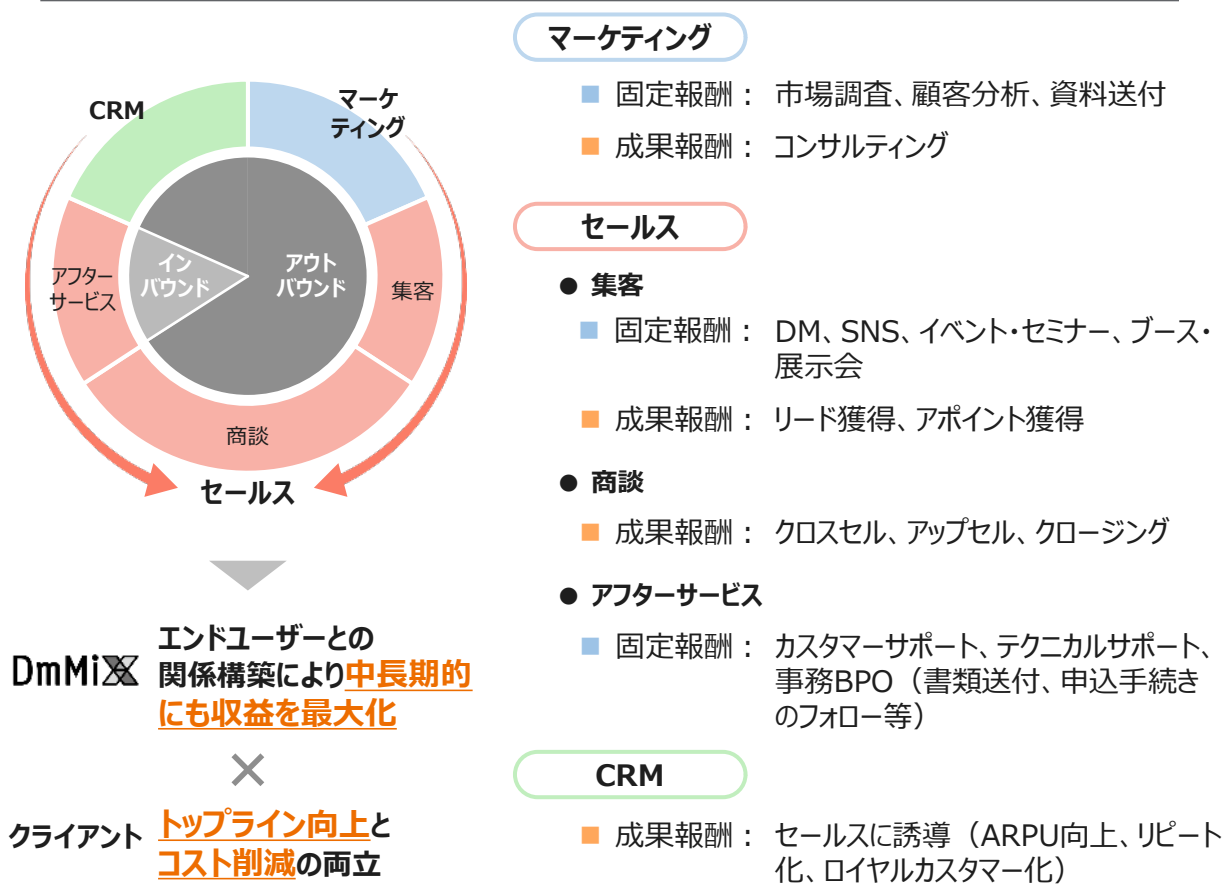 CRM
マーケ
ティング
イン
バウンド
アウト
バウンド
アフター
サービス
集客
商談
セールス
DmMiX
エンドユーザーとの
関係構築により中長期的
にも収益を最大化
×
クライアント
トップライン向上と
コスト削減の両立
マーケティング
固定報酬： 市場調査、顧客分析、資料送付
成果報酬： コンサルティング
セールス
● 集客
固定報酬： DM、SNS、イベント・セミナー、ブース・
展示会
成果報酬： リード獲得、アポイント獲得
● 商談
成果報酬： クロスセル、アップセル、クロージング
● アフターサービス
固定報酬： カスタマーサポート、テクニカルサポート、
事務BPO（書類送付、申込手続き
のフォロー等）
CRM
成果報酬： セールスに誘導（ARPU向上、リピート
化、ロイヤルカスタマー化）